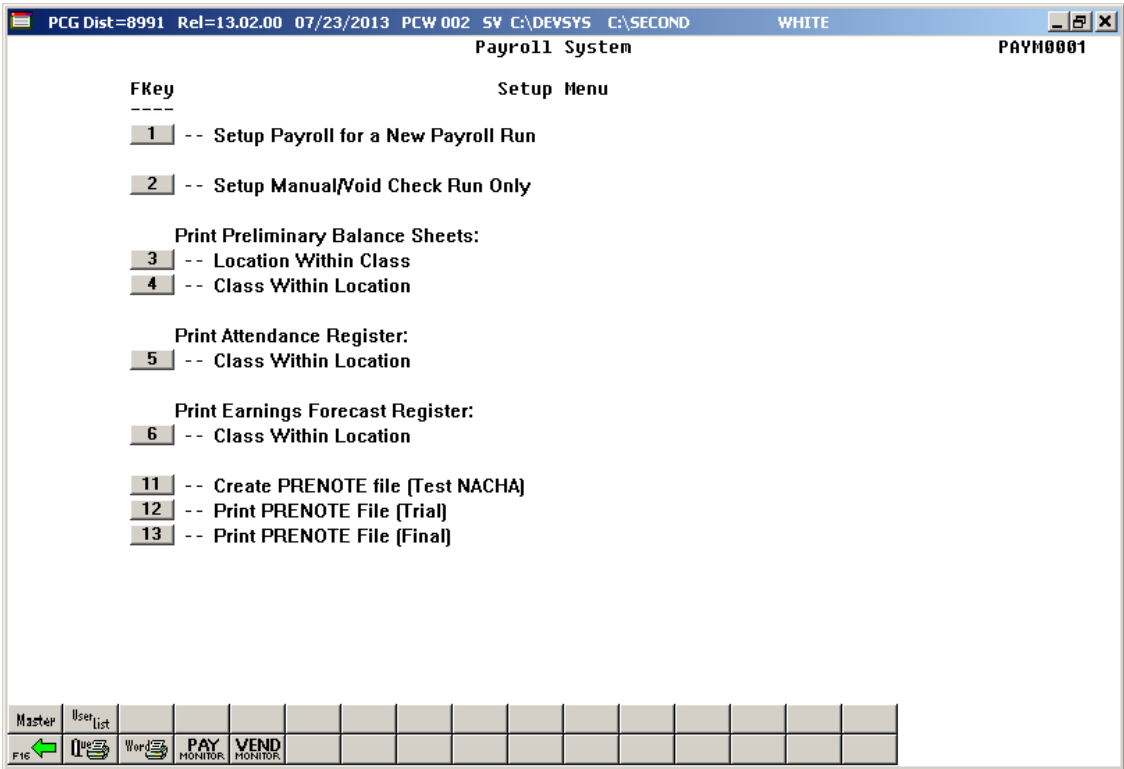 PCG Dist=8991 Rel=13.02.00 07/23/2013 PCW 002 SV C:\DEVSYS C:\SECOND WHITE
Payroll System PAYM0001
FKey Setup Menu
----
1 -- Setup Payroll for a New Payroll Run
2 -- Setup Manual/Void Check Run Only
Print Preliminary Balance Sheets:
3 -- Location Within Class
4 -- Class Within Location
Print Attendance Register:
5 -- Class Within Location
Print Earnings Forecast Register:
6 -- Class Within Location
11 -- Create PRENOTE file (Test NACHA)
12 -- Print PRENOTE File (Trial)
13 -- Print PRENOTE File (Final)
Master User List
F16 Que Word PAY MONITOR VEND MONITOR